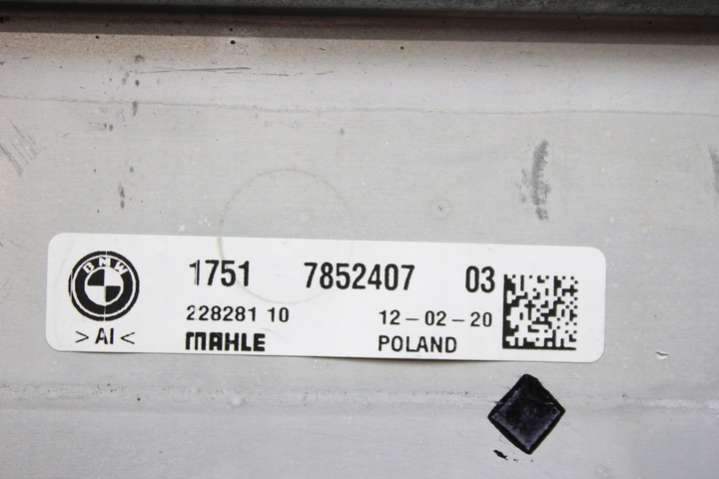 BMW
1751 7852407 03
228281 10 12-02-20
>AI< MAHLE POLAND